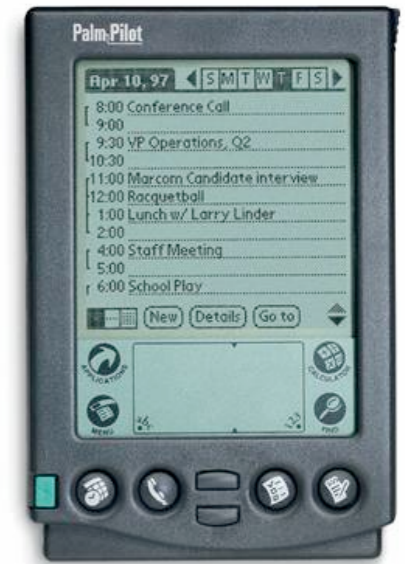 PalmPilot
Apr 10, 97 S M T W T F S
8:00 Conference Call
9:00
9:30 VP Operations, Q2
10:30
11:00 Marcom Candidate interview
12:00 Racquetball
1:00 Lunch w/ Larry Linder
2:00
4:00 Staff Meeting
5:00
6:00 School Play
New Details Go to
APPLICATIONS CALCULATOR
MENU FIND